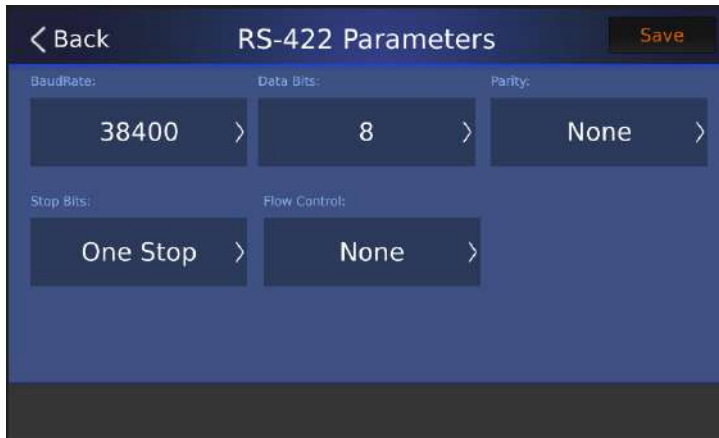 Back
RS-422 Parameters
Save
BaudRate:
Data Bits:
Parity:
38400
8
None
Stop Bits:
Flow Control:
One Stop
None